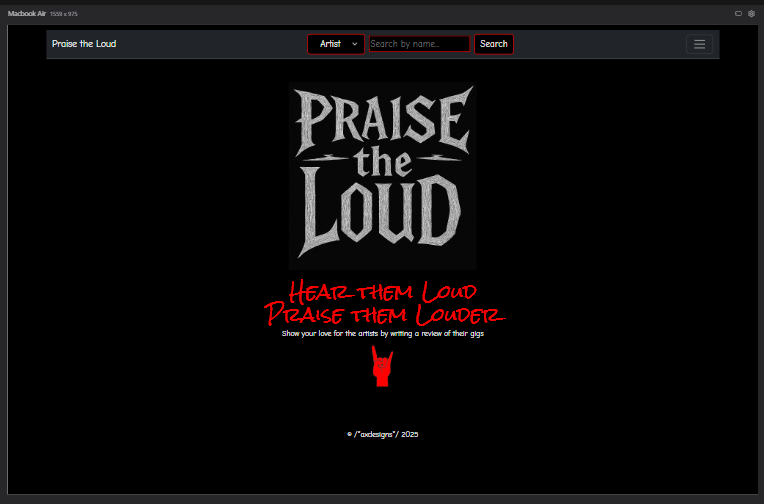 Macbook Air 1559 x 975
Praise the Loud Artist Search by name... Search
PRAISE
the
LOUD
Hear them Loud
Praise them Louder
Show your love for the artists by writing a review of their gigs
© /*axdesigns*/ 2025